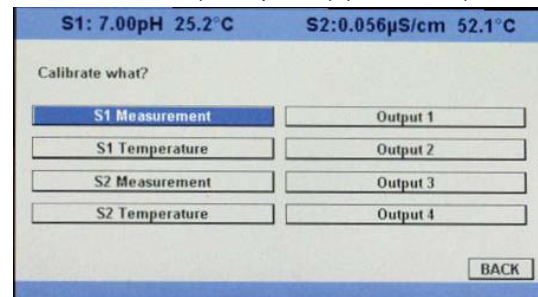 S1: 7.00pH 25.2°C S2:0.056µS/cm 52.1°C
Calibrate what?
S1 Measurement Output 1
S1 Temperature Output 2
S2 Measurement Output 3
S2 Temperature Output 4
BACK